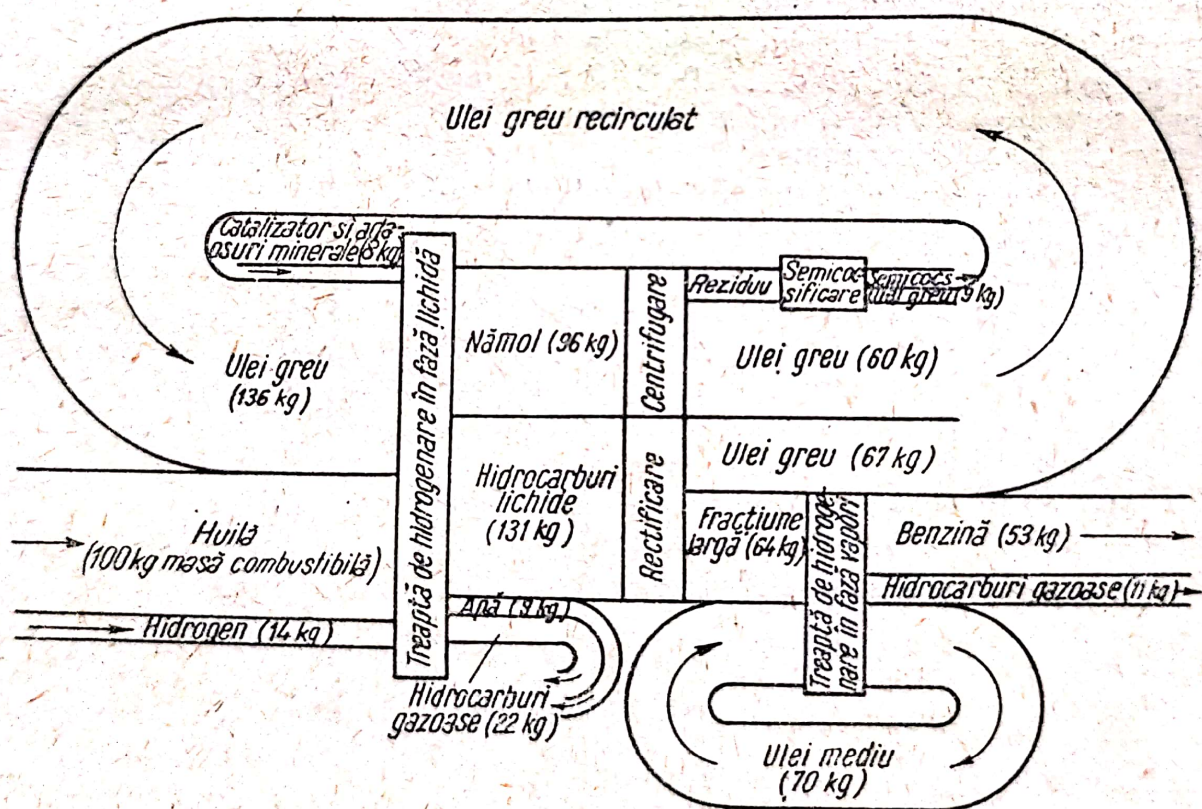 Ulei greu recirculat
Catalizator si ada-
osuri minerale (8 kg)
Treaptă de hidrogenare în fază lichidă
Ulei greu
(136 kg)
Nămol (96 kg)
Centrifugare
Reziduu
Semicoc-
sificare
Semicocs
9 kg)
Ulei greu (60 kg)
Ulei greu (67 kg)
Huilă
(100 kg masă combustibilă)
Hidrocarburi
lichide
(131 kg)
Rectificare
Fracțiune
largă (64 kg)
Treaptă de hidroge-
nare în faza vapori
Benzină (53 kg)
Hidrocarburi gazoase (11 kg)
Hidrogen (14 kg)
Apă (9 kg)
Hidrocarburi
gazoase (22 kg)
Ulei mediu
(70 kg)